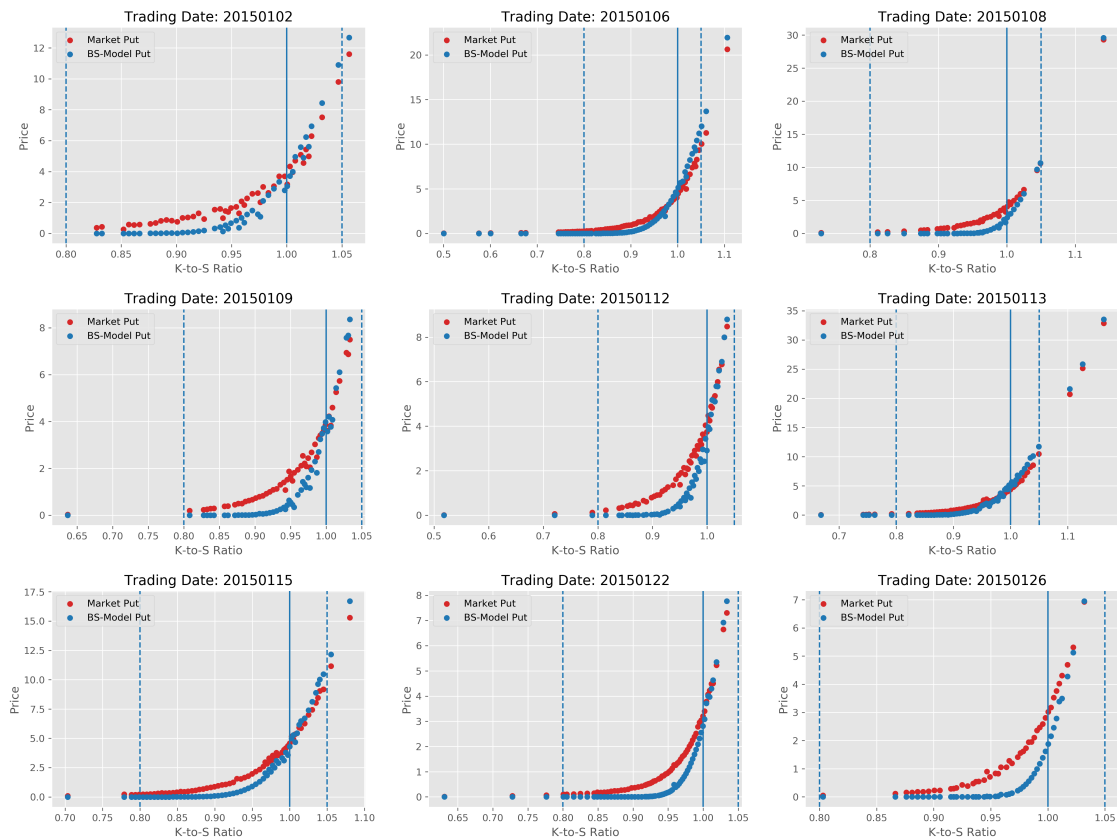 Trading Date: 20150102
Market Put
BS-Model Put
Price
12
10
8
6
4
2
0
0.80 0.85 0.90 0.95 1.00 1.05
K-to-S Ratio
Trading Date: 20150106
Market Put
BS-Model Put
Price
20
15
10
5
0
0.5 0.6 0.7 0.8 0.9 1.0 1.1
K-to-S Ratio
Trading Date: 20150108
Market Put
BS-Model Put
Price
30
25
20
15
10
5
0
0.8 0.9 1.0 1.1
K-to-S Ratio
Trading Date: 20150109
Market Put
BS-Model Put
Price
8
6
4
2
0
0.65 0.70 0.75 0.80 0.85 0.90 0.95 1.00 1.05
K-to-S Ratio
Trading Date: 20150112
Market Put
BS-Model Put
Price
8
6
4
2
0
0.5 0.6 0.7 0.8 0.9 1.0
K-to-S Ratio
Trading Date: 20150113
Market Put
BS-Model Put
Price
35
30
25
20
15
10
5
0
0.7 0.8 0.9 1.0 1.1
K-to-S Ratio
Trading Date: 20150115
Market Put
BS-Model Put
Price
17.5
15.0
12.5
10.0
7.5
5.0
2.5
0.0
0.70 0.75 0.80 0.85 0.90 0.95 1.00 1.05 1.10
K-to-S Ratio
Trading Date: 20150122
Market Put
BS-Model Put
Price
8
7
6
5
4
3
2
1
0
0.65 0.70 0.75 0.80 0.85 0.90 0.95 1.00 1.05
K-to-S Ratio
Trading Date: 20150126
Market Put
BS-Model Put
Price
7
6
5
4
3
2
1
0
0.80 0.85 0.90 0.95 1.00 1.05
K-to-S Ratio